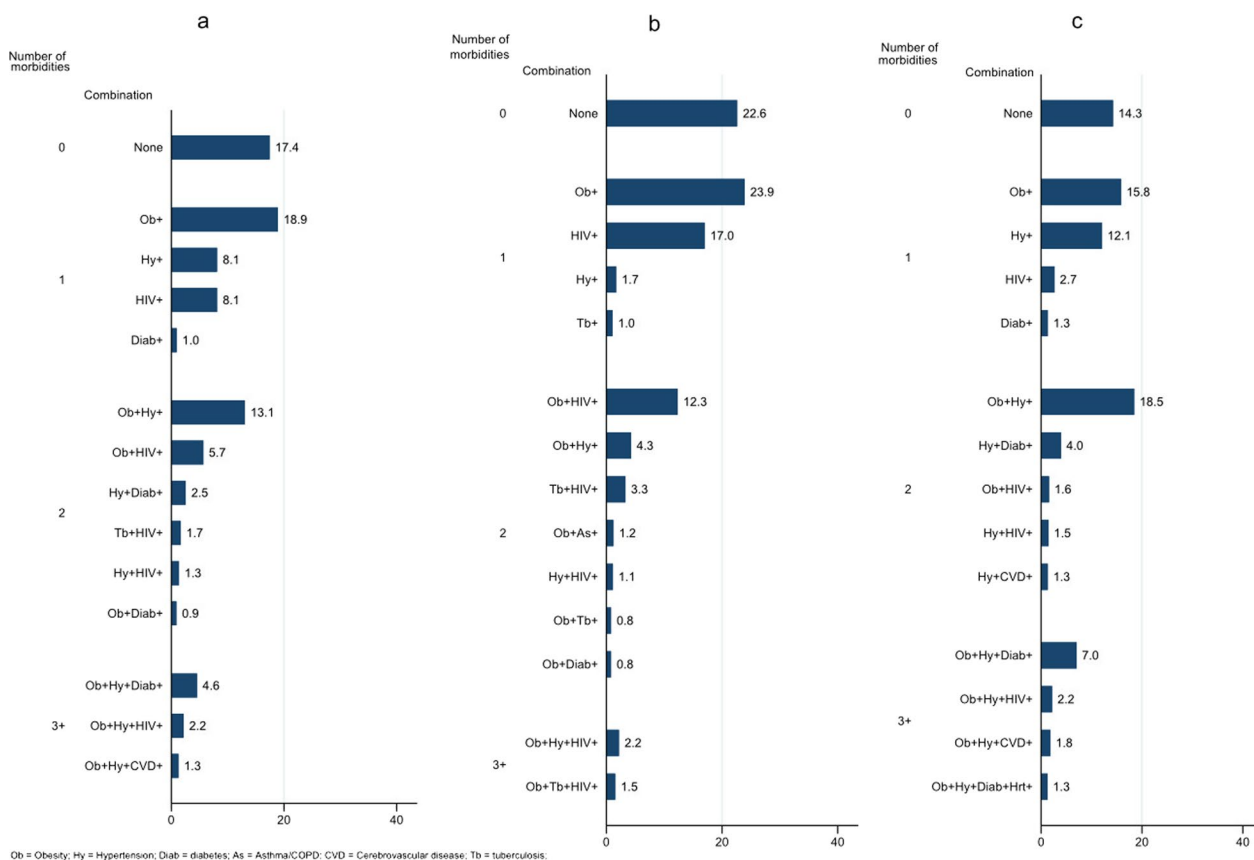 a
Number of
morbidities
Combination
0
None
17.4
1
Ob+
18.9
Hy+
8.1
HIV+
8.1
Diab+
1.0
2
Ob+Hy+
13.1
Ob+HIV+
5.7
Hy+Diab+
2.5
Tb+HIV+
1.7
Hy+HIV+
1.3
Ob+Diab+
0.9
3+
Ob+Hy+Diab+
4.6
Ob+Hy+HIV+
2.2
Ob+Hy+CVD+
1.3
0
20
40
b
Number of
morbidities
Combination
0
None
22.6
1
Ob+
23.9
HIV+
17.0
Hy+
1.7
Tb+
1.0
2
Ob+HIV+
12.3
Ob+Hy+
4.3
Tb+HIV+
3.3
Ob+As+
1.2
Hy+HIV+
1.1
Ob+Tb+
0.8
Ob+Diab+
0.8
3+
Ob+Hy+HIV+
2.2
Ob+Tb+HIV+
1.5
0
20
40
c
Number of
morbidities
Combination
0
None
14.3
1
Ob+
15.8
Hy+
12.1
HIV+
2.7
Diab+
1.3
2
Ob+Hy+
18.5
Hy+Diab+
4.0
Ob+HIV+
1.6
Hy+HIV+
1.5
Hy+CVD+
1.3
3+
Ob+Hy+Diab+
7.0
Ob+Hy+HIV+
2.2
Ob+Hy+CVD+
1.8
Ob+Hy+Diab+Hrt+
1.3
0
20
40
Ob = Obesity; Hy = Hypertension; Diab = diabetes; As = Asthma/COPD; CVD = Cerebrovascular disease; Tb = tuberculosis;